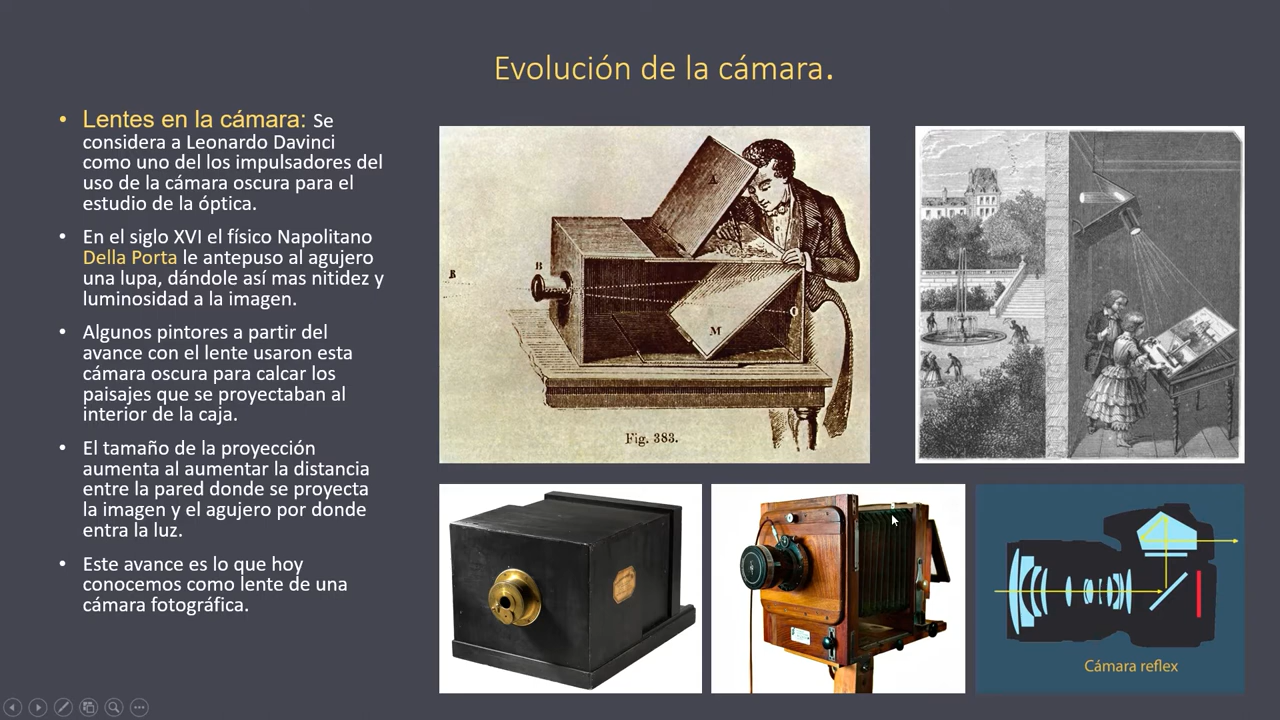 Evolución de la cámara.
• Lentes en la cámara: Se
considera a Leonardo Davinci
como uno del los impulsadores del
uso de la cámara oscura para el
estudio de la óptica.
• En el siglo XVI el físico Napolitano
Della Porta le antepuso al agujero
una lupa, dándole así mas nitidez y
luminosidad a la imagen.
• Algunos pintores a partir del
avance con el lente usaron esta
cámara oscura para calcar los
paisajes que se proyectaban al
interior de la caja.
• El tamaño de la proyección
aumenta al aumentar la distancia
entre la pared donde se proyecta
la imagen y el agujero por donde
entra la luz.
• Este avance es lo que hoy
conocemos como lente de una
cámara fotográfica.
A
B
B
O
M
Fig. 383.
Cámara reflex